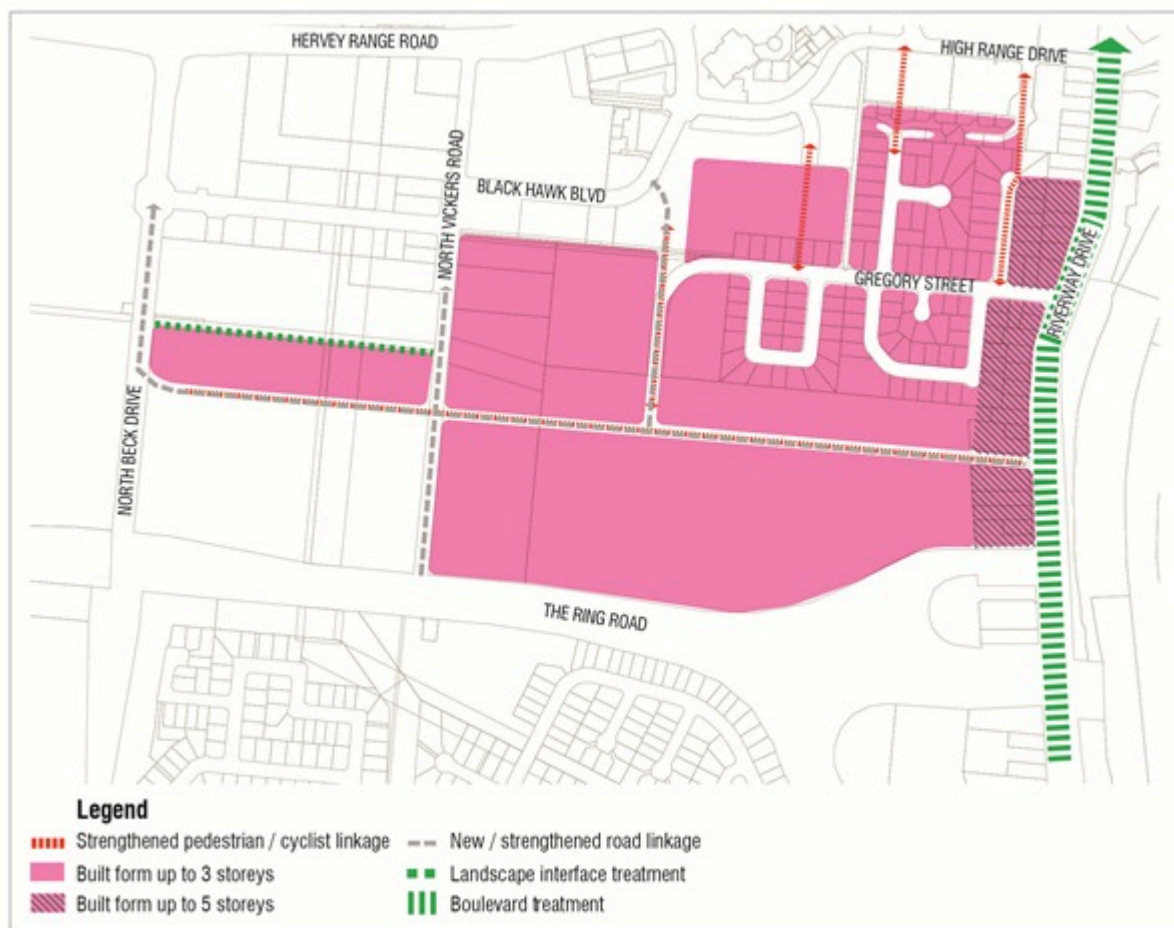 HERVEY RANGE ROAD
HIGH RANGE DRIVE
NORTH VICKERS ROAD
BLACK HAWK BLVD
GREGORY STREET
RIVERWAY DRIVE
NORTH BECK DRIVE
THE RING ROAD
Legend
Strengthened pedestrian / cyclist linkage
Built form up to 3 storeys
Built form up to 5 storeys
New / strengthened road linkage
Landscape interface treatment
Boulevard treatment